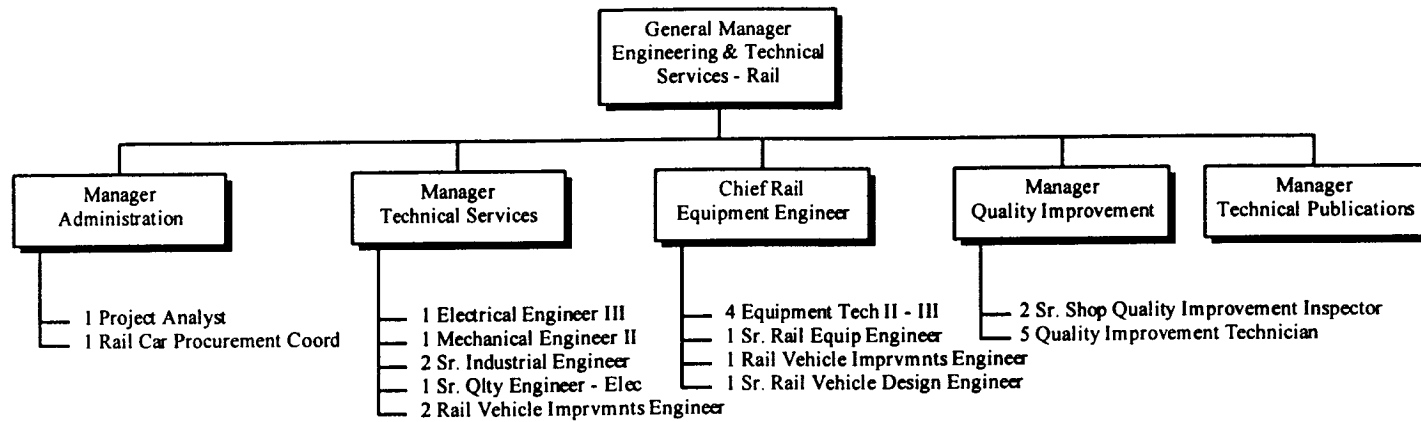 General Manager
Engineering & Technical
Services - Rail
Manager
Administration
Manager
Technical Services
Chief Rail
Equipment Engineer
Manager
Quality Improvement
Manager
Technical Publications
1 Project Analyst
1 Rail Car Procurement Coord
1 Electrical Engineer III
1 Mechanical Engineer II
2 Sr. Industrial Engineer
1 Sr. Qlty Engineer - Elec
2 Rail Vehicle Imprvmnts Engineer
4 Equipment Tech II - III
1 Sr. Rail Equip Engineer
1 Rail Vehicle Imprvmnts Engineer
1 Sr. Rail Vehicle Design Engineer
2 Sr. Shop Quality Improvement Inspector
5 Quality Improvement Technician